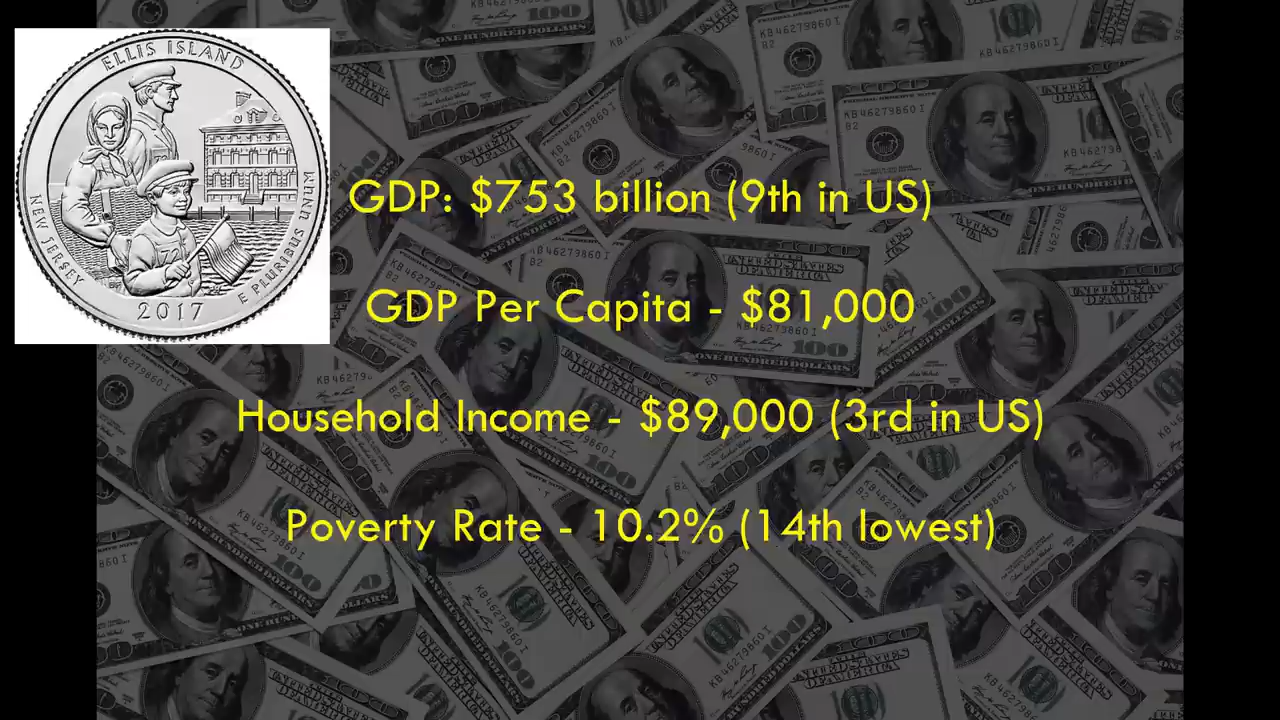 ELLIS ISLAND
NEW JERSEY
2017
E PLURIBUS UNUM
GDP: $753 billion (9th in US)
GDP Per Capita - $81,000
Household Income - $89,000 (3rd in US)
Poverty Rate - 10.2% (14th lowest)